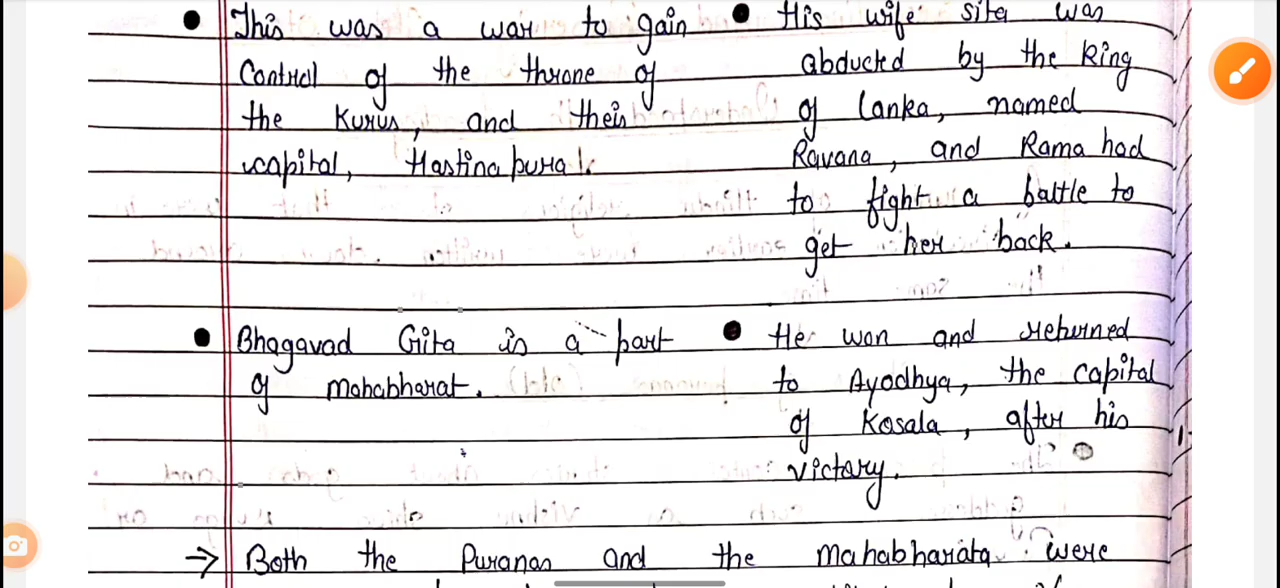 • This was a war to gain
Control of the throne of
the Kurus, and their
capital, Hastinapura.
• Bhagavad Gita is a part
of mahabharat.
• His wife sita was
abducted by the King
of Lanka, named
Ravana, and Rama had
to fight a battle to
get her back.
• He won and returned
to Ayodhya, the capital
of Kosala, after his
victory.
→ Both the Puranas and the mahabharata were